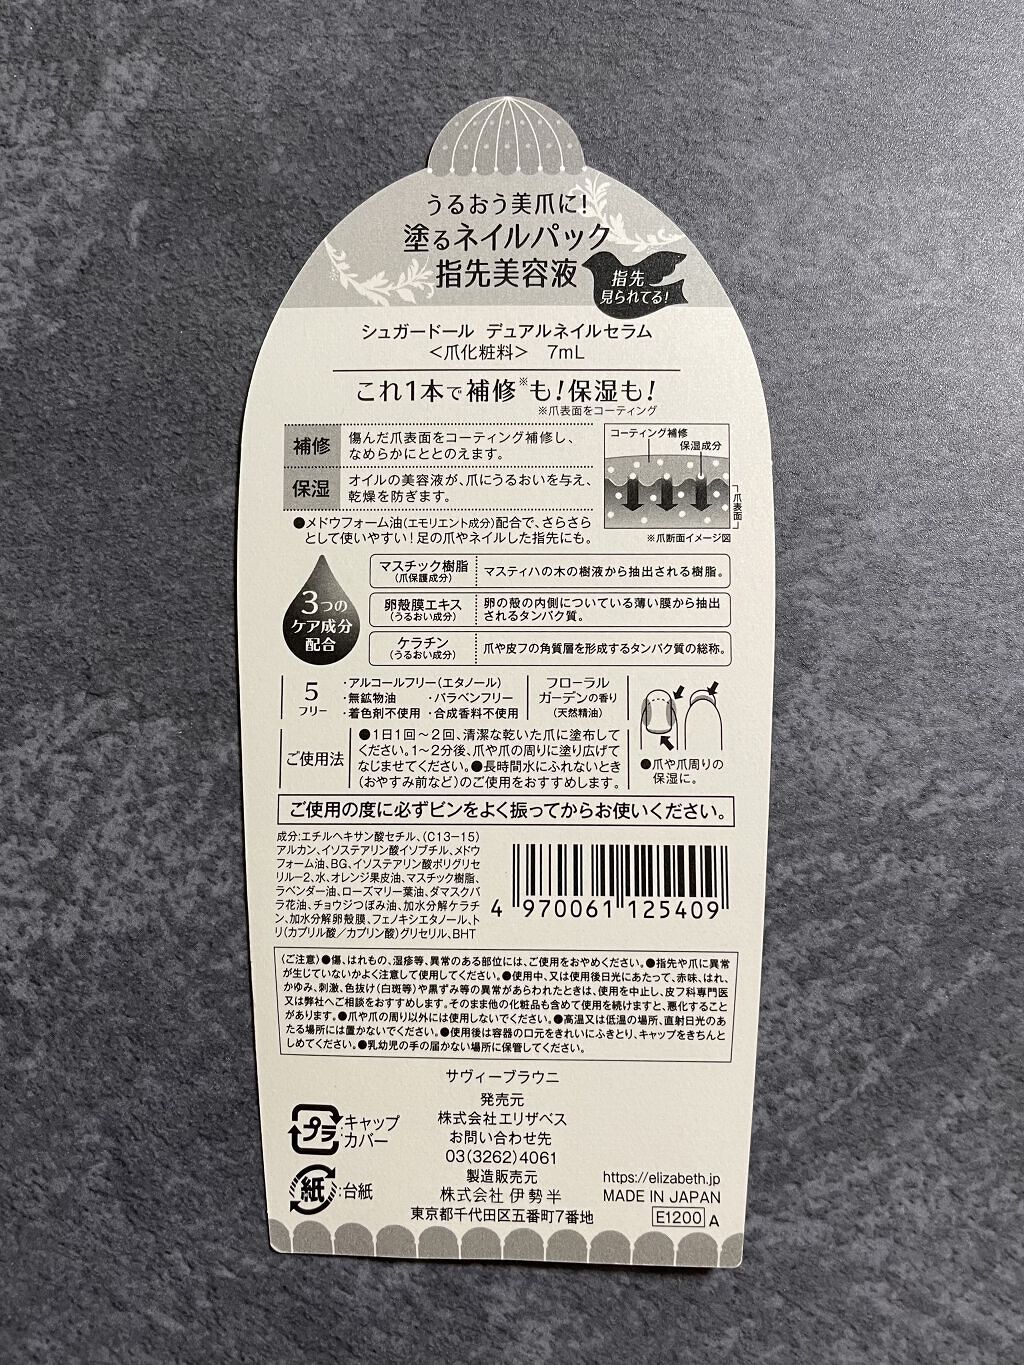 うるおう美爪に!
塗るネイルパック
指先美容液
指先
見られてる!
シュガードール デュアルネイルセラム
<爪化粧料> 7mL
これ1本で補修※も!保湿も!
※爪表面をコーティング
補修
傷んだ爪表面をコーティング補修し、
なめらかにととのえます。
保湿
オイルの美容液が、爪にうるおいを与え、
乾燥を防ぎます。
コーティング補修
保湿成分
爪表面
※爪断面イメージ図
●メドウフォーム油(エモリエント成分)配合で、さらさら
として使いやすい!足の爪やネイルした指先にも。
3つの
ケア成分
配合
マスチック樹脂
(爪保護成分)
マスティハの木の樹液から抽出される樹脂。
卵殻膜エキス
(うるおい成分)
卵の殻の内側についている薄い膜から抽出
されるタンパク質。
ケラチン
(うるおい成分)
爪や皮フの角質層を形成するタンパク質の総称。
5
フリー
・アルコールフリー(エタノール)
・無鉱物油 ・パラベンフリー
・着色剤不使用 ・合成香料不使用
フローラル
ガーデンの香り
(天然精油)
●爪や爪周りの
保湿に。
ご使用法
●1日1回~2回、清潔な乾いた爪に塗布して
ください。1~2分後、爪や爪の周りに塗り広げて
なじませてください。●長時間水にふれないとき
(おやすみ前など)のご使用をおすすめします。
ご使用の度に必ずビンをよく振ってからお使いください。
成分:エチルヘキサン酸セチル、(C13-15)
アルカン、イソステアリン酸イソブチル、メドウ
フォーム油、BG、イソステアリン酸ポリグリセ
リル-2、水、オレンジ果皮油、マスチック樹脂、
ラベンダー油、ローズマリー葉油、ダマスクバ
ラ花油、チョウジつぼみ油、加水分解ケラチ
ン、加水分解卵殻膜、フェノキシエタノール、ト
リ(カプリル酸/カプリン酸)グリセリル、BHT
4 970061 125409
(ご注意)●傷、はれもの、湿疹等、異常のある部位には、ご使用をおやめください。●指先や爪に異常
が生じていないかよく注意して使用してください。●使用中、又は使用後日光にあたって、赤味、はれ、
かゆみ、刺激、色抜け(白斑等)や黒ずみ等の異常があらわれたときは、使用を中止し、皮フ科専門医
又は弊社へご相談をおすすめします。そのまま他の化粧品も含めて使用を続けますと、悪化すること
があります。●爪や爪の周り以外には使用しないでください。●高温又は低温の場所、直射日光のあ
たる場所には置かないでください。●使用後は容器の口元をきれいにふきとり、キャップをきちんと
しめてください。●乳幼児の手の届かない場所に保管してください。
サヴィーブラウニ
発売元
株式会社エリザベス
お問い合わせ先
03(3262)4061
製造販売元
株式会社 伊勢半
東京都千代田区五番町7番地
プラ
:キャップ
カバー
紙
:台紙
https://elizabeth.jp
MADE IN JAPAN
E1200 A